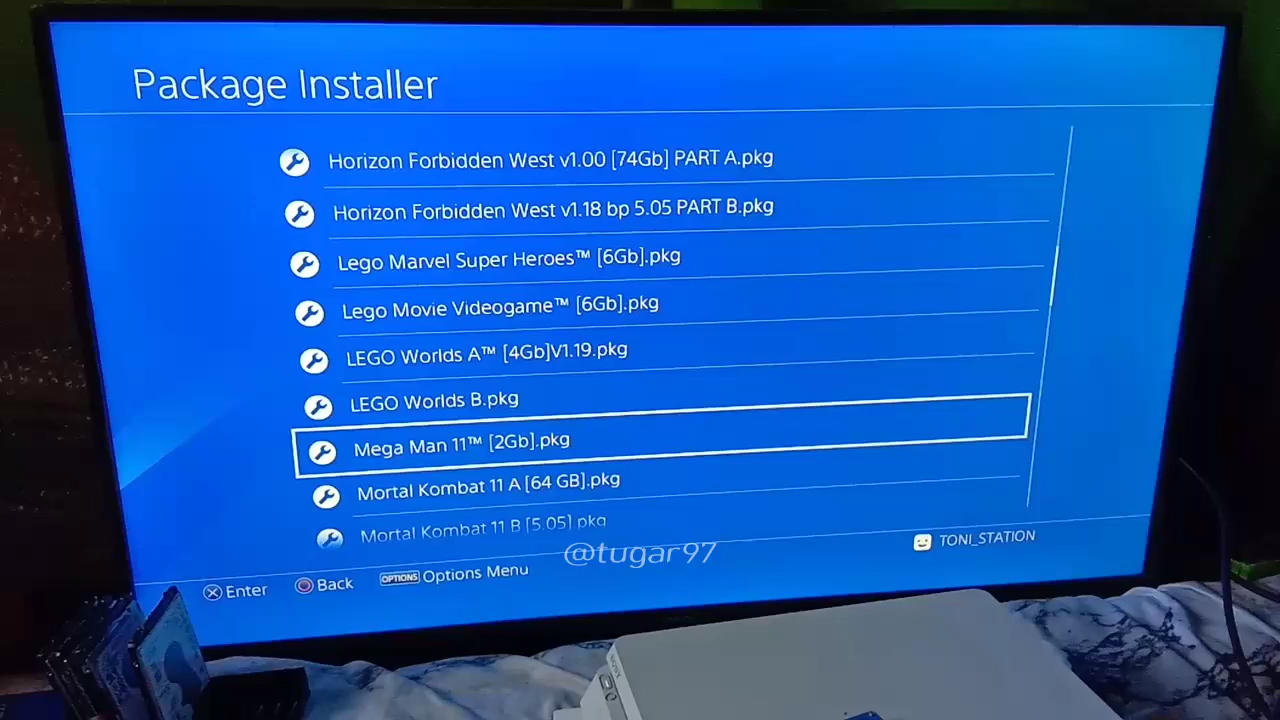 Package Installer
Horizon Forbidden West v1.00 [74Gb] PART A.pkg
Horizon Forbidden West v1.18 bp 5.05 PART B.pkg
Lego Marvel Super Heroes™ [6Gb].pkg
Lego Movie Videogame™ [6Gb].pkg
LEGO Worlds A™ [4Gb]V1.19.pkg
LEGO Worlds B.pkg
Mega Man 11™ [2Gb].pkg
Mortal Kombat 11 A [64 GB].pkg
Mortal Kombat 11 B [5.05] pkg
@tugar97
TONI_STATION
Enter Back OPTIONS Options Menu